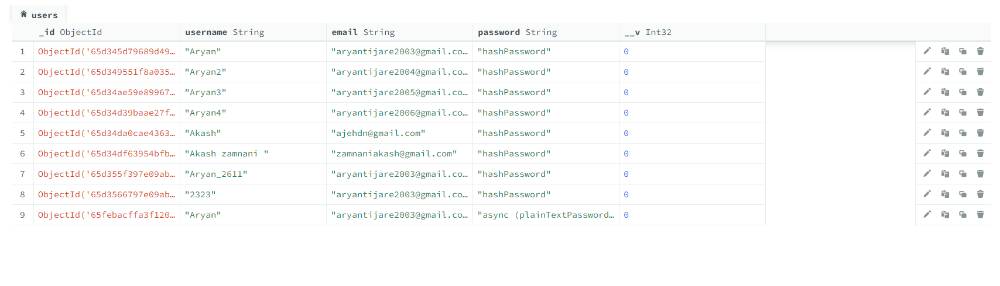 users
_id ObjectId username String email String password String __v Int32
1 ObjectId('65d345d79689d49… "Aryan" "aryantijare2003@gmail.co… "hashPassword" 0
2 ObjectId('65d349551f8a035… "Aryan2" "aryantijare2004@gmail.co… "hashPassword" 0
3 ObjectId('65d34ae59e89967… "Aryan3" "aryantijare2005@gmail.co… "hashPassword" 0
4 ObjectId('65d34d39baae27f… "Aryan4" "aryantijare2006@gmail.co… "hashPassword" 0
5 ObjectId('65d34da0cae4363… "Akash" "ajehdn@gmail.com" "hashPassword" 0
6 ObjectId('65d34df63954bfb… "Akash zamnani " "zamnaniakash@gmail.com" "hashPassword" 0
7 ObjectId('65d355f397e09ab… "Aryan_2611" "aryantijare2003@gmail.co… "hashPassword" 0
8 ObjectId('65d3566797e09ab… "2323" "aryantijare2003@gmail.co… "hashPassword" 0
9 ObjectId('65febacffa3f120… "Aryan" "aryantijare2003@gmail.co… "async (plainTextPassword… 0